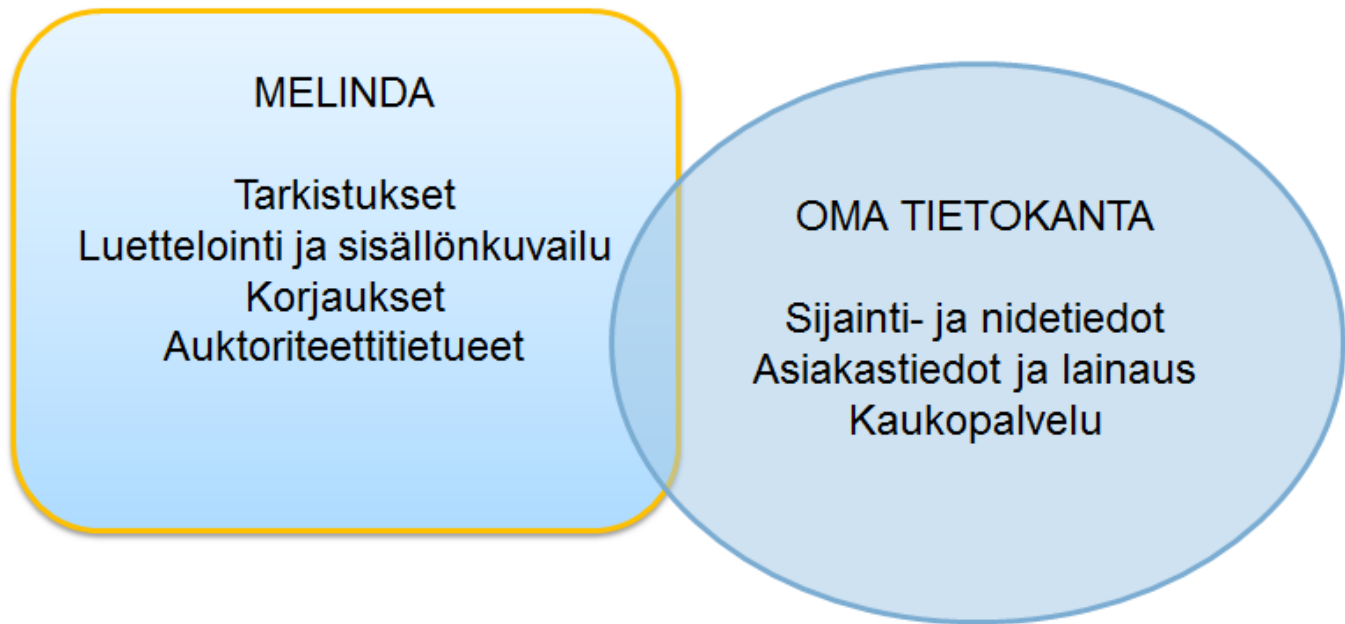 MELINDA
Tarkistukset
Luettelointi ja sisällönkuvailu
Korjaukset
Auktoriteettitietueet
OMA TIETOKANTA
Sijainti- ja nidetiedot
Asiakastiedot ja lainaus
Kaukopalvelu